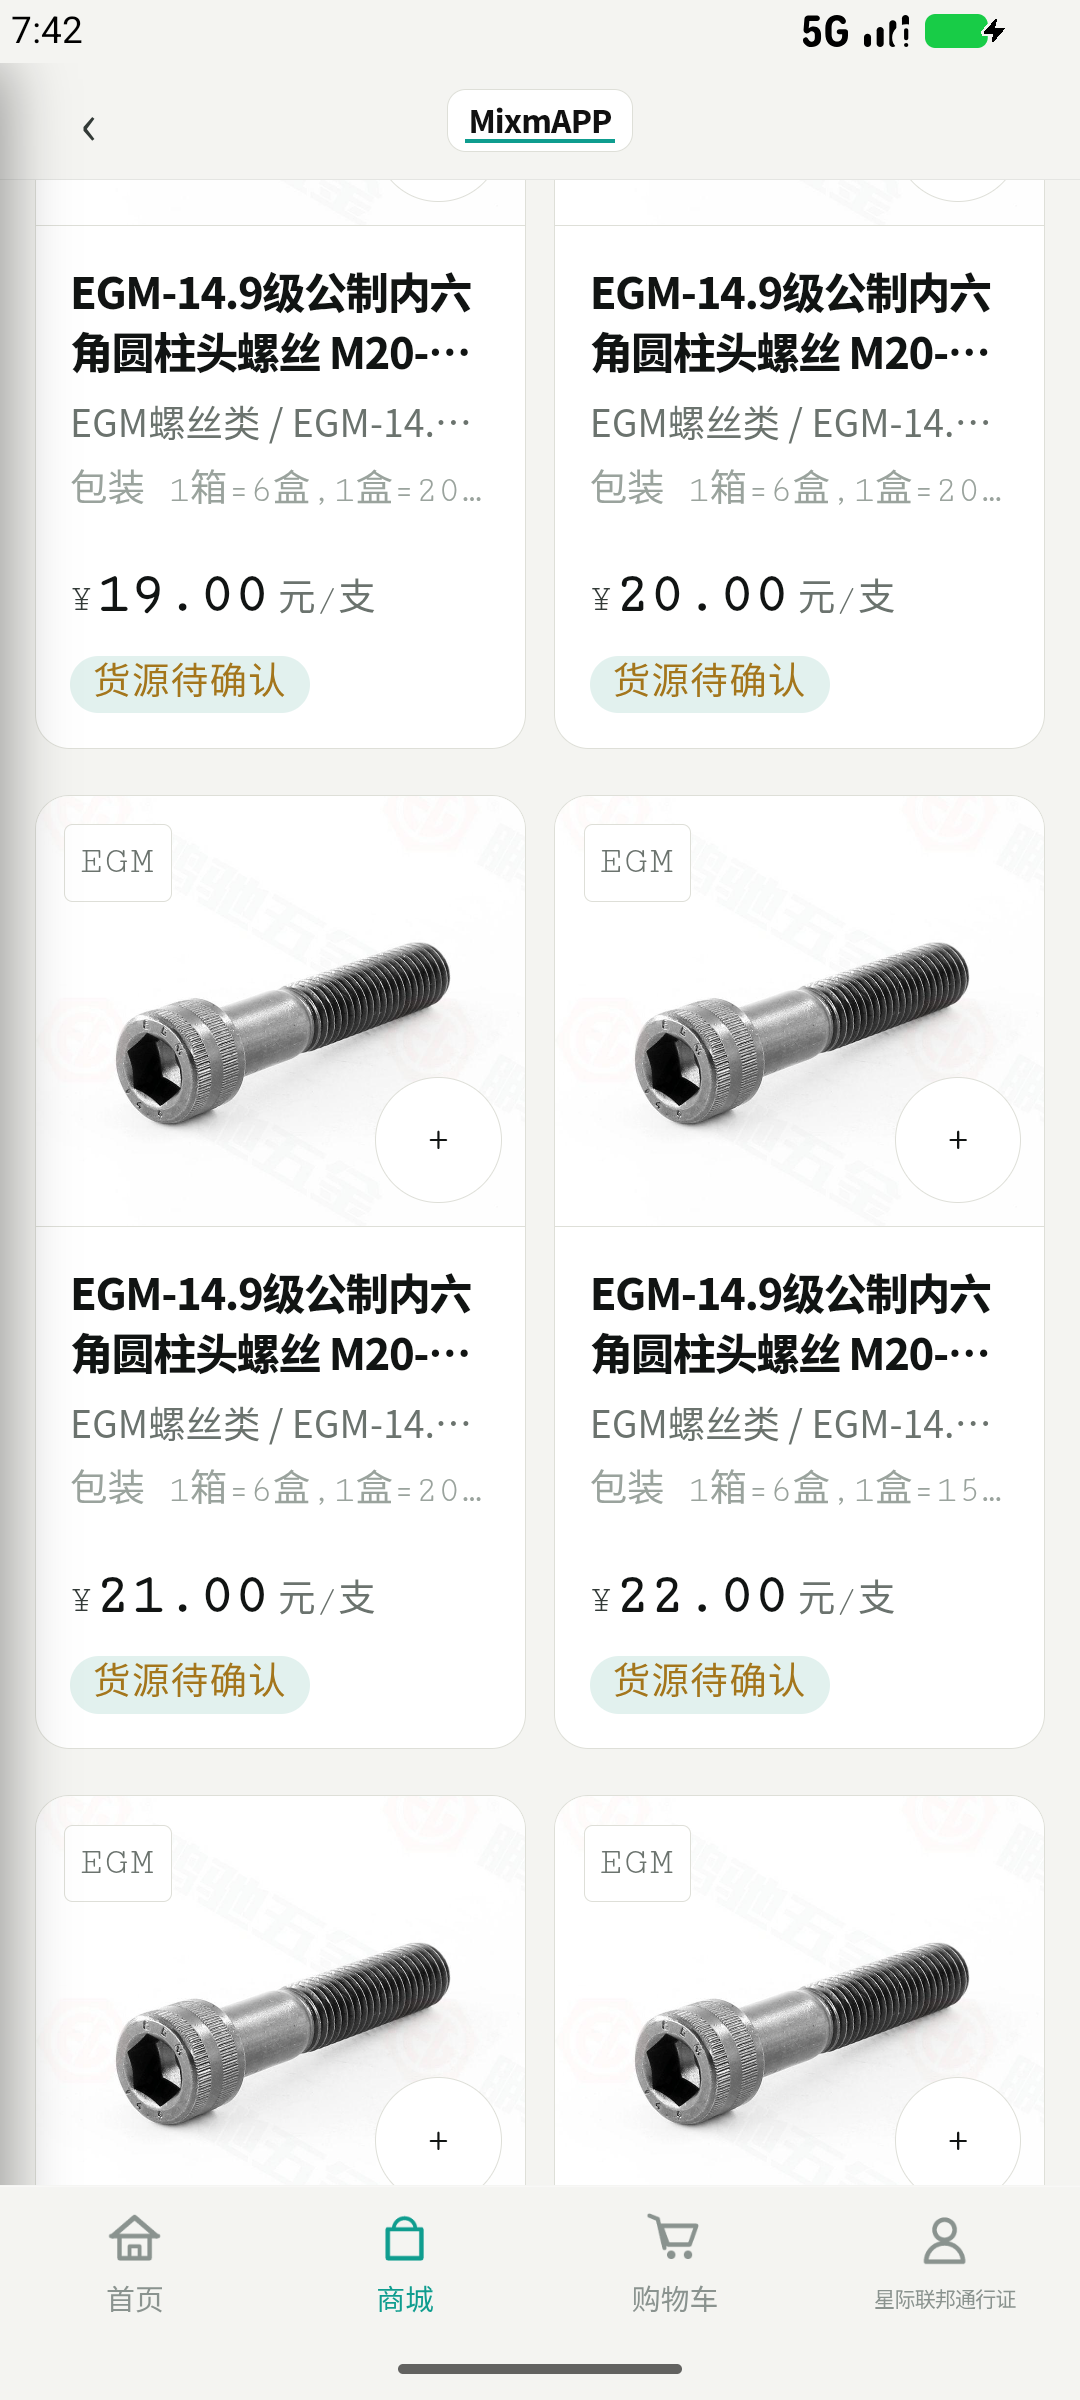 7:42
5G
MixmAPP
EGM-14.9级公制内六
角圆柱头螺丝 M20-…
EGM螺丝类 / EGM-14.…
包装 1箱=6盒,1盒=20…
¥19.00元/支
货源待确认
EGM-14.9级公制内六
角圆柱头螺丝 M20-…
EGM螺丝类 / EGM-14.…
包装 1箱=6盒,1盒=20…
¥20.00元/支
货源待确认
EGM
+
EGM-14.9级公制内六
角圆柱头螺丝 M20-…
EGM螺丝类 / EGM-14.…
包装 1箱=6盒,1盒=20…
¥21.00元/支
货源待确认
EGM
+
EGM-14.9级公制内六
角圆柱头螺丝 M20-…
EGM螺丝类 / EGM-14.…
包装 1箱=6盒,1盒=15…
¥22.00元/支
货源待确认
EGM
+
EGM
+
首页
商城
购物车
星际联邦通行证